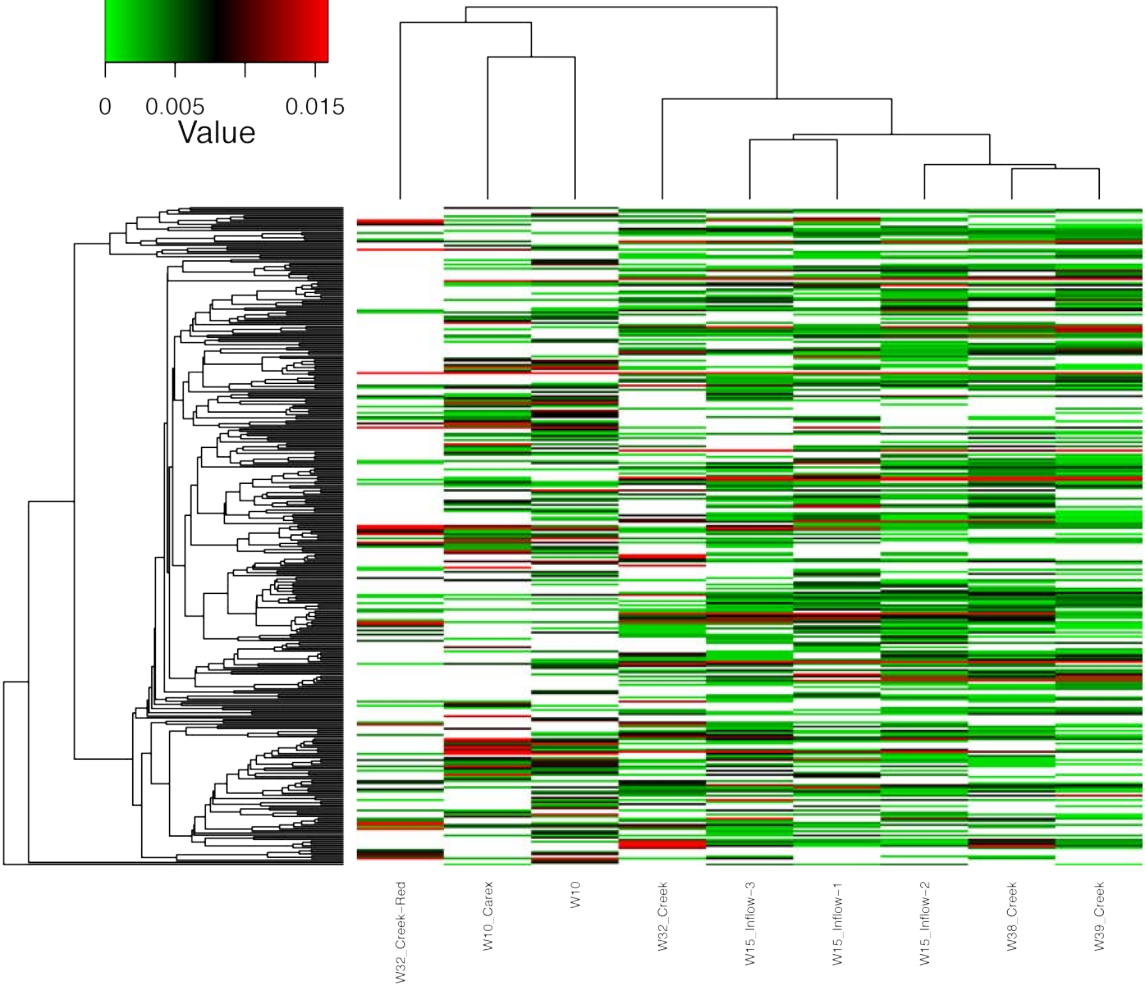 0 0.005 0.015
Value
W32_Creek-Red
W10_Carex
W10
W32_Creek
W15_Inflow-3
W15_Inflow-1
W15_Inflow-2
W38_Creek
W39_Creek